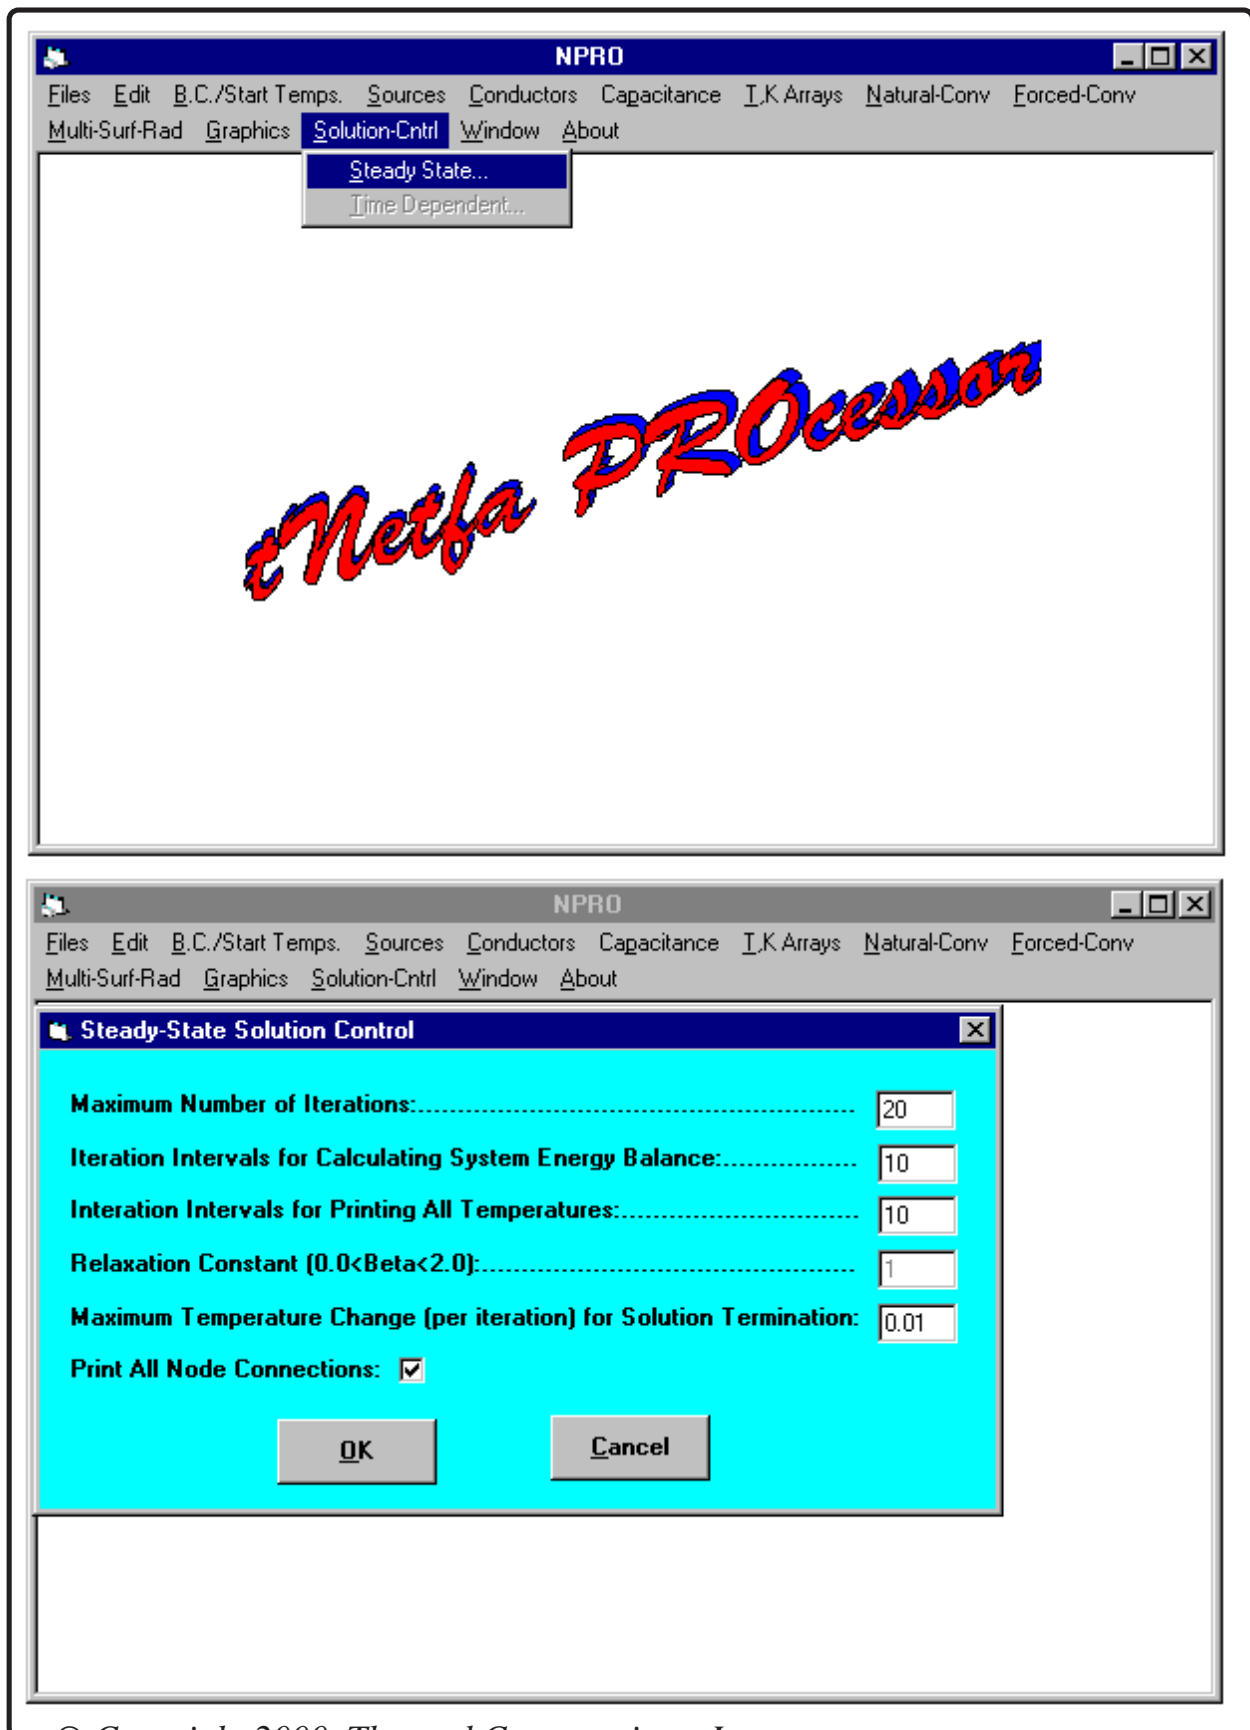 NPRO
Files Edit B.C./Start Temps. Sources Conductors Capacitance T,K Arrays Natural-Conv Forced-Conv
Multi-Surf-Rad Graphics Solution-Cntrl Window About
Steady State...
Time Dependent...
tNetfa PROcessor
NPRO
Files Edit B.C./Start Temps. Sources Conductors Capacitance T,K Arrays Natural-Conv Forced-Conv
Multi-Surf-Rad Graphics Solution-Cntrl Window About
Steady-State Solution Control
Maximum Number of Iterations:.................................................. 20
Iteration Intervals for Calculating System Energy Balance:................ 10
Interation Intervals for Printing All Temperatures:............................ 10
Relaxation Constant (0.0<Beta<2.0):............................................ 1
Maximum Temperature Change (per iteration) for Solution Termination: 0.01
Print All Node Connections:
OK Cancel